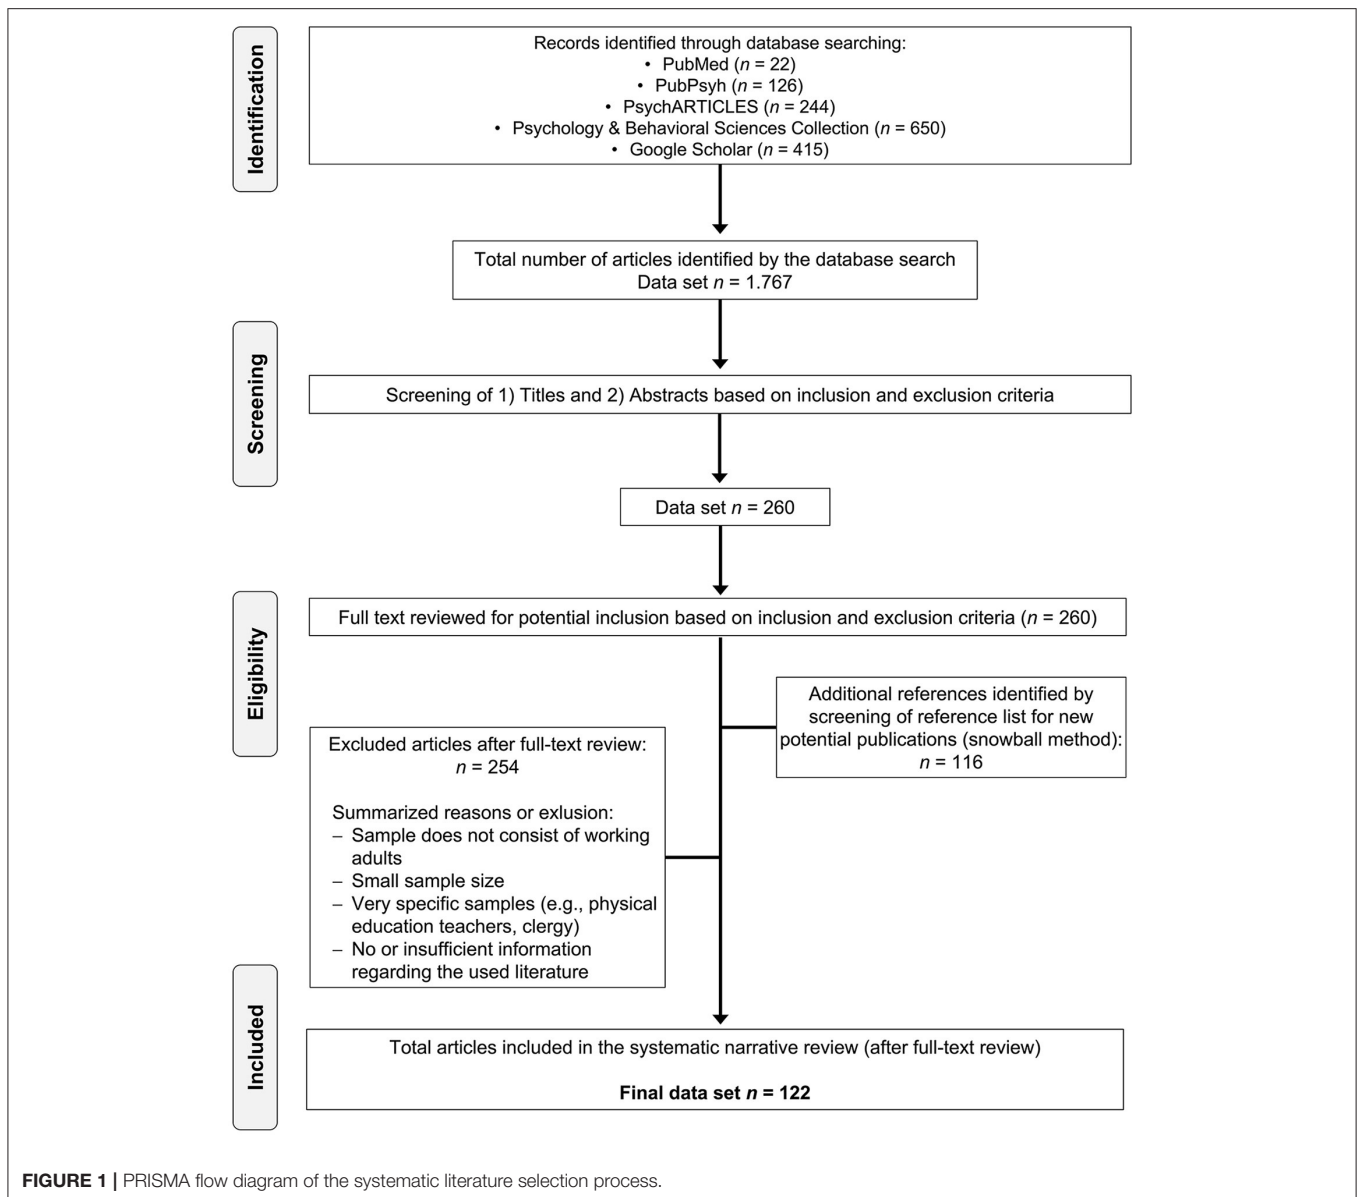 Identification
Records identified through database searching:
• PubMed (n = 22)
• PubPsyh (n = 126)
• PsychARTICLES (n = 244)
• Psychology & Behavioral Sciences Collection (n = 650)
• Google Scholar (n = 415)
Total number of articles identified by the database search
Data set n = 1.767
Screening
Screening of 1) Titles and 2) Abstracts based on inclusion and exclusion criteria
Data set n = 260
Eligibility
Full text reviewed for potential inclusion based on inclusion and exclusion criteria (n = 260)
Additional references identified by
screening of reference list for new
potential publications (snowball method):
n = 116
Excluded articles after full-text review:
n = 254
Summarized reasons or exlusion:
– Sample does not consist of working
adults
– Small sample size
– Very specific samples (e.g., physical
education teachers, clergy)
– No or insufficient information
regarding the used literature
Included
Total articles included in the systematic narrative review (after full-text review)
Final data set n = 122
FIGURE 1 | PRISMA flow diagram of the systematic literature selection process.